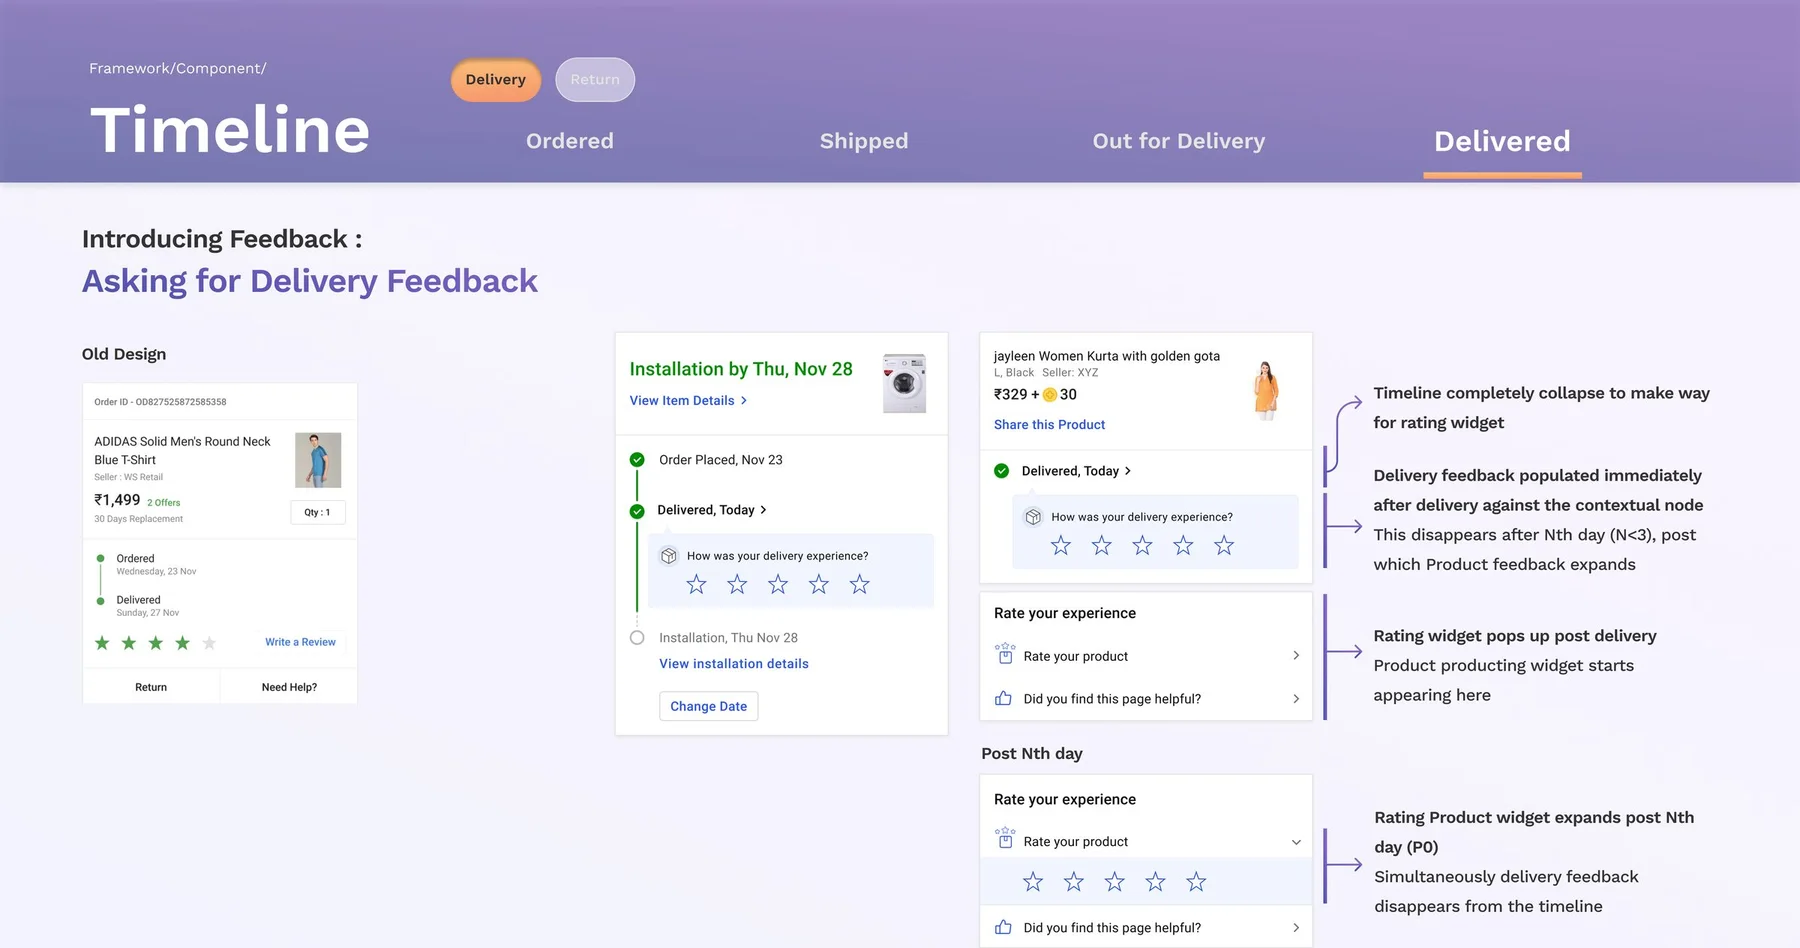 Framework/Component/
Timeline
Delivery
Return
Ordered
Shipped
Out for Delivery
Delivered
Introducing Feedback :
Asking for Delivery Feedback
Old Design
Order ID - OD827525872585358
ADIDAS Solid Men's Round Neck
Blue T-Shirt
Seller : WS Retail
₹1,499 2 Offers
30 Days Replacement
Qty : 1
Ordered
Wednesday, 23 Nov
Delivered
Sunday, 27 Nov
Write a Review
Return
Need Help?
Installation by Thu, Nov 28
View Item Details
Order Placed, Nov 23
Delivered, Today
How was your delivery experience?
Installation, Thu Nov 28
View installation details
Change Date
jayleen Women Kurta with golden gota
L, Black Seller: XYZ
₹329 + 30
Share this Product
Delivered, Today
How was your delivery experience?
Rate your experience
Rate your product
Did you find this page helpful?
Post Nth day
Rate your experience
Rate your product
Did you find this page helpful?
Timeline completely collapse to make way
for rating widget
Delivery feedback populated immediately
after delivery against the contextual node
This disappears after Nth day (N<3), post
which Product feedback expands
Rating widget pops up post delivery
Product producting widget starts
appearing here
Rating Product widget expands post Nth
day (P0)
Simultaneously delivery feedback
disappears from the timeline